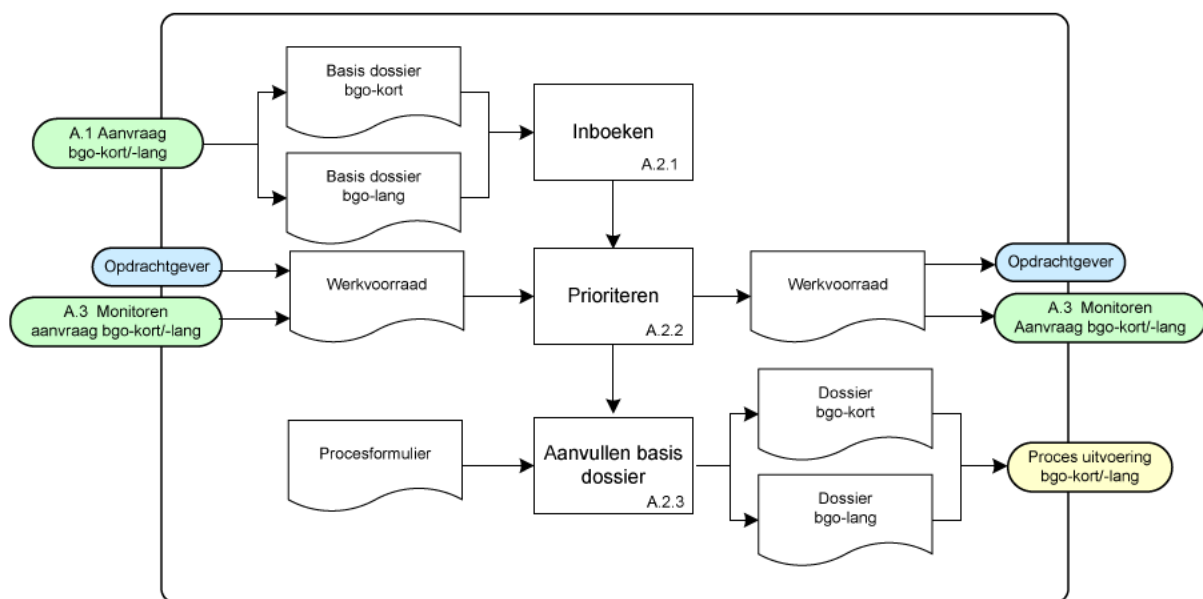 Basis dossier
bgo-kort
A.1 Aanvraag
bgo-kort/-lang
Inboeken
A.2.1
Basis dossier
bgo-lang
Opdrachtgever
A.3  Monitoren
aanvraag bgo-kort/-lang
Werkvoorraad
Prioriteren
A.2.2
Werkvoorraad
Opdrachtgever
A.3  Monitoren
Aanvraag bgo-kort/-lang
Procesformulier
Aanvullen basis
dossier
A.2.3
Dossier
bgo-kort
Dossier
bgo-lang
Proces uitvoering
bgo-kort/-lang